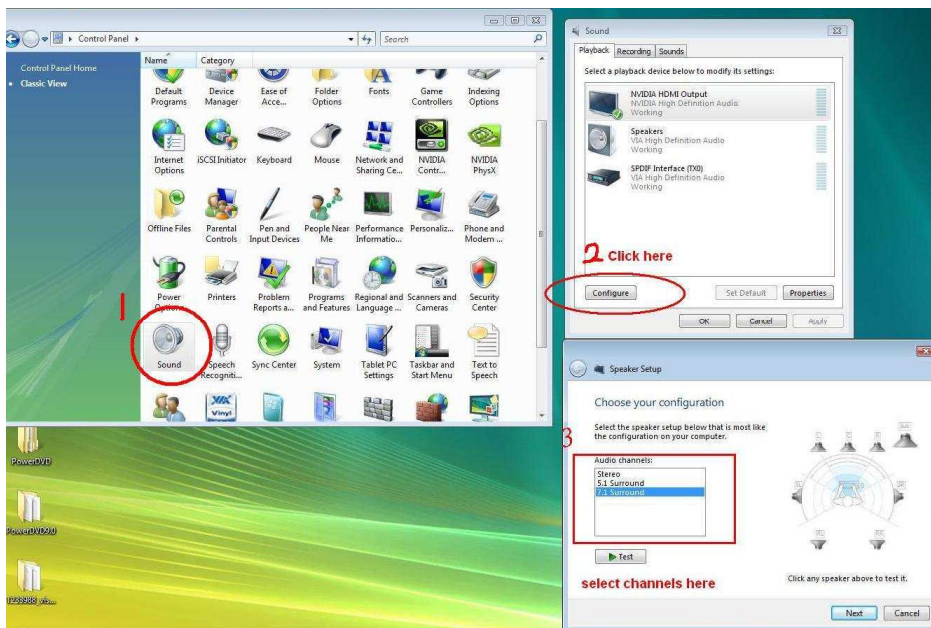 Control Panel
Search
Control Panel Home
Classic View
Name
Category
Default Programs
Device Manager
Ease of Acce...
Folder Options
Fonts
Game Controllers
Indexing Options
Internet Options
iSCSI Initiator
Keyboard
Mouse
Network and Sharing Ce...
NVIDIA Contr...
NVIDIA PhysX
Offline Files
Parental Controls
Pen and Input Devices
People Near Me
Performance Informatio...
Personaliz...
Phone and Modem ...
Power Options
Printers
Problem Reports a...
Programs and Features
Regional and Language ...
Scanners and Cameras
Security Center
1
Sound
Speech Recogniti...
Sync Center
System
Tablet PC Settings
Taskbar and Start Menu
Text to Speech
VIA
Vinyl
PowerDVD
PowerDVD9.0
Sound
Playback
Recording
Sounds
Select a playback device below to modify its settings:
NVIDIA HDMI Output
NVIDIA High Definition Audio
Working
Speakers
VIA High Definition Audio
Working
SPDIF Interface (TX0)
VIA High Definition Audio
Working
2 Click here
Configure
Set Default
Properties
OK
Cancel
Apply
Speaker Setup
Choose your configuration
Select the speaker setup below that is most like
the configuration on your computer.
3
Audio channels:
Stereo
5.1 Surround
7.1 Surround
Test
select channels here
Click any speaker above to test it.
Next
Cancel